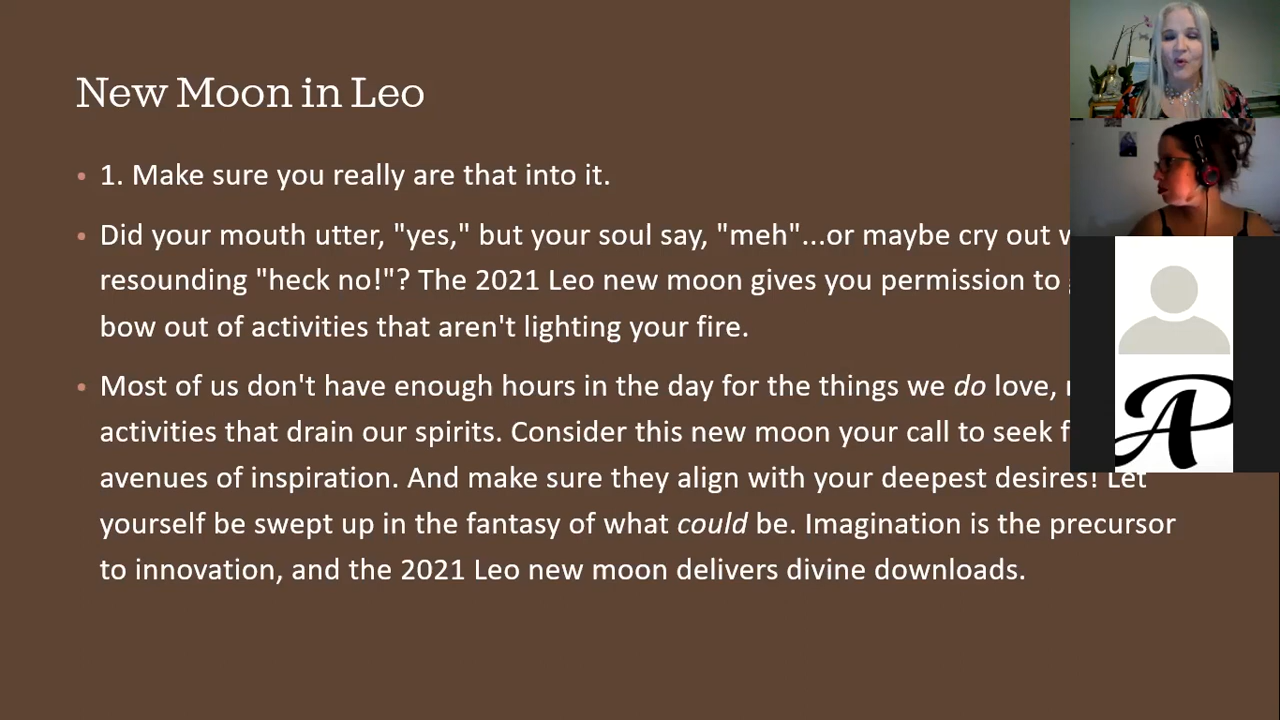 New Moon in Leo
• 1. Make sure you really are that into it.
• Did your mouth utter, "yes," but your soul say, "meh"...or maybe cry out
resounding "heck no!"? The 2021 Leo new moon gives you permission to
bow out of activities that aren't lighting your fire.
• Most of us don't have enough hours in the day for the things we do love,
activities that drain our spirits. Consider this new moon your call to seek
avenues of inspiration. And make sure they align with your deepest desires! Let
yourself be swept up in the fantasy of what could be. Imagination is the precursor
to innovation, and the 2021 Leo new moon delivers divine downloads.
AP